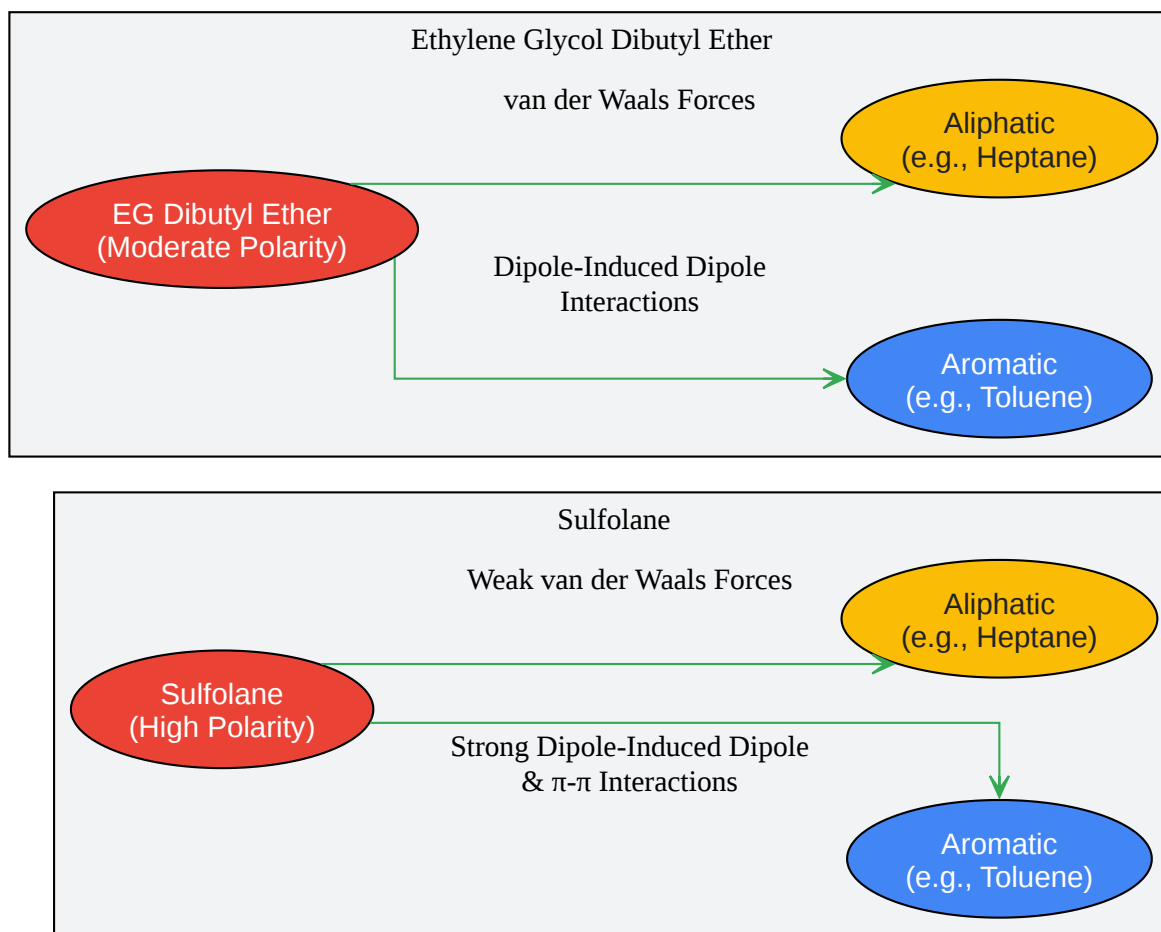 Ethylene Glycol Dibutyl Ether
van der Waals Forces
Aliphatic
(e.g., Heptane)
EG Dibutyl Ether
(Moderate Polarity)
Dipole-Induced Dipole
Interactions
Aromatic
(e.g., Toluene)
Sulfolane
Weak van der Waals Forces
Aliphatic
(e.g., Heptane)
Sulfolane
(High Polarity)
Strong Dipole-Induced Dipole
& π-π Interactions
Aromatic
(e.g., Toluene)